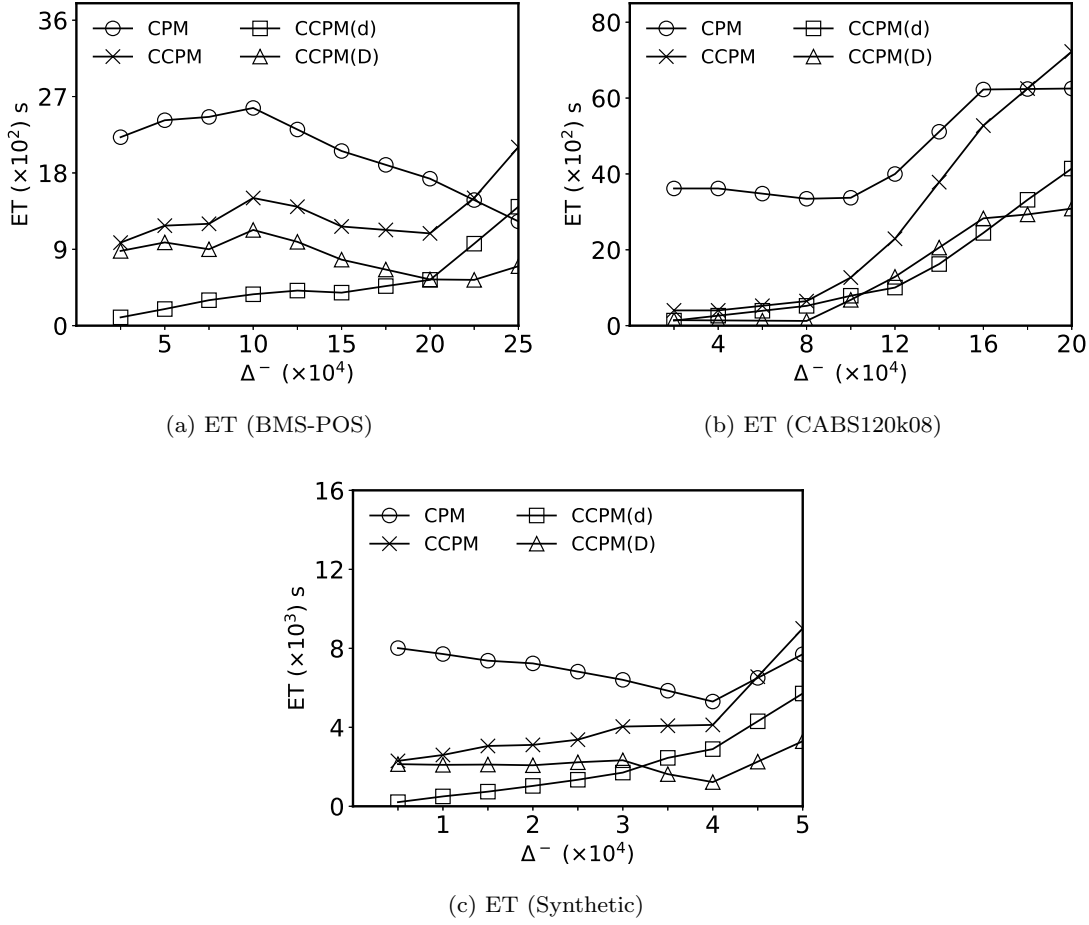 36
27
18
9
0
ET (×10²) s
CPM
CCPM
CCPM(d)
CCPM(D)
5 10 15 20 25
Δ⁻ (×10⁴)
(a) ET (BMS-POS)
80
60
40
20
0
ET (×10²) s
CPM
CCPM
CCPM(d)
CCPM(D)
4 8 12 16 20
Δ⁻ (×10⁴)
(b) ET (CABS120k08)
16
12
8
4
0
ET (×10³) s
CPM
CCPM
CCPM(d)
CCPM(D)
1 2 3 4 5
Δ⁻ (×10⁴)
(c) ET (Synthetic)